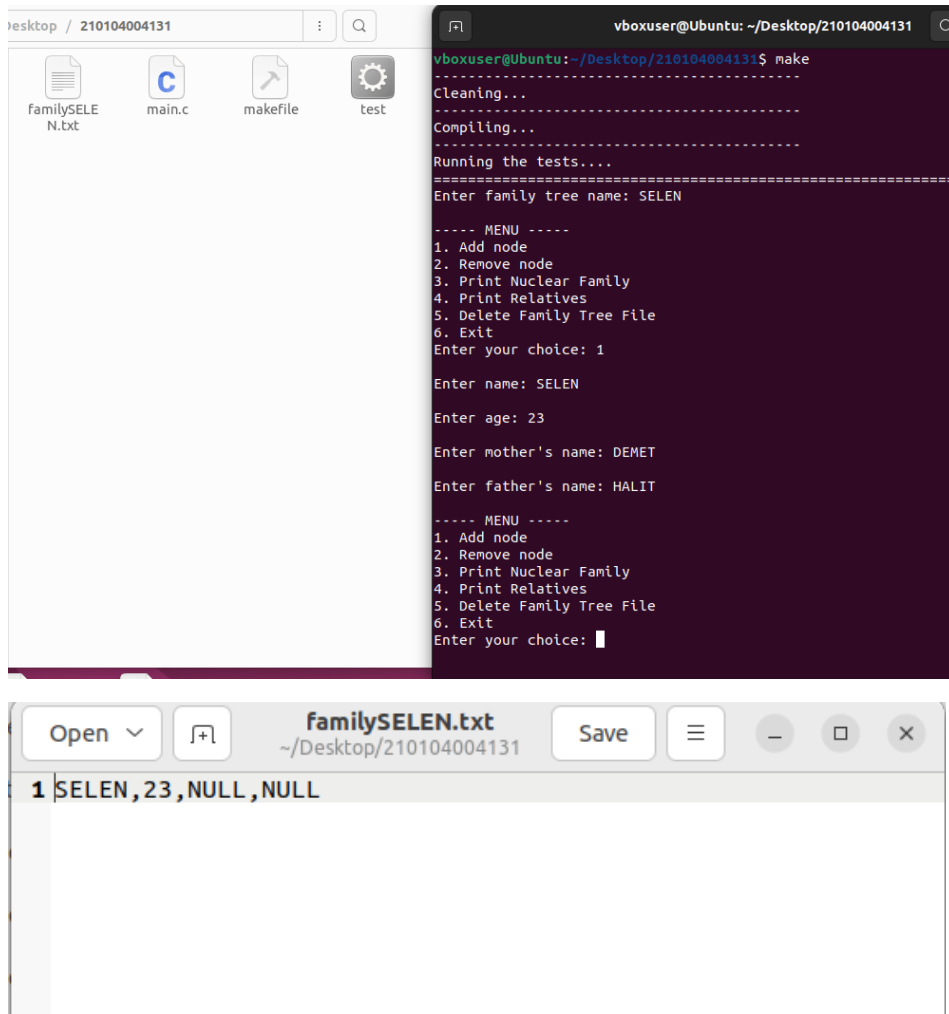 Desktop / 210104004131
familySELE
N.txt
main.c
makefile
test
vboxuser@Ubuntu: ~/Desktop/210104004131
vboxuser@Ubuntu:~/Desktop/210104004131$ make
-------------------------------------------
Cleaning...
-------------------------------------------
Compiling...
-------------------------------------------
Running the tests....
=============================================================
Enter family tree name: SELEN
----- MENU -----
1. Add node
2. Remove node
3. Print Nuclear Family
4. Print Relatives
5. Delete Family Tree File
6. Exit
Enter your choice: 1
Enter name: SELEN
Enter age: 23
Enter mother's name: DEMET
Enter father's name: HALIT
----- MENU -----
1. Add node
2. Remove node
3. Print Nuclear Family
4. Print Relatives
5. Delete Family Tree File
6. Exit
Enter your choice:
Open
familySELEN.txt
~/Desktop/210104004131
Save
1 SELEN,23,NULL,NULL